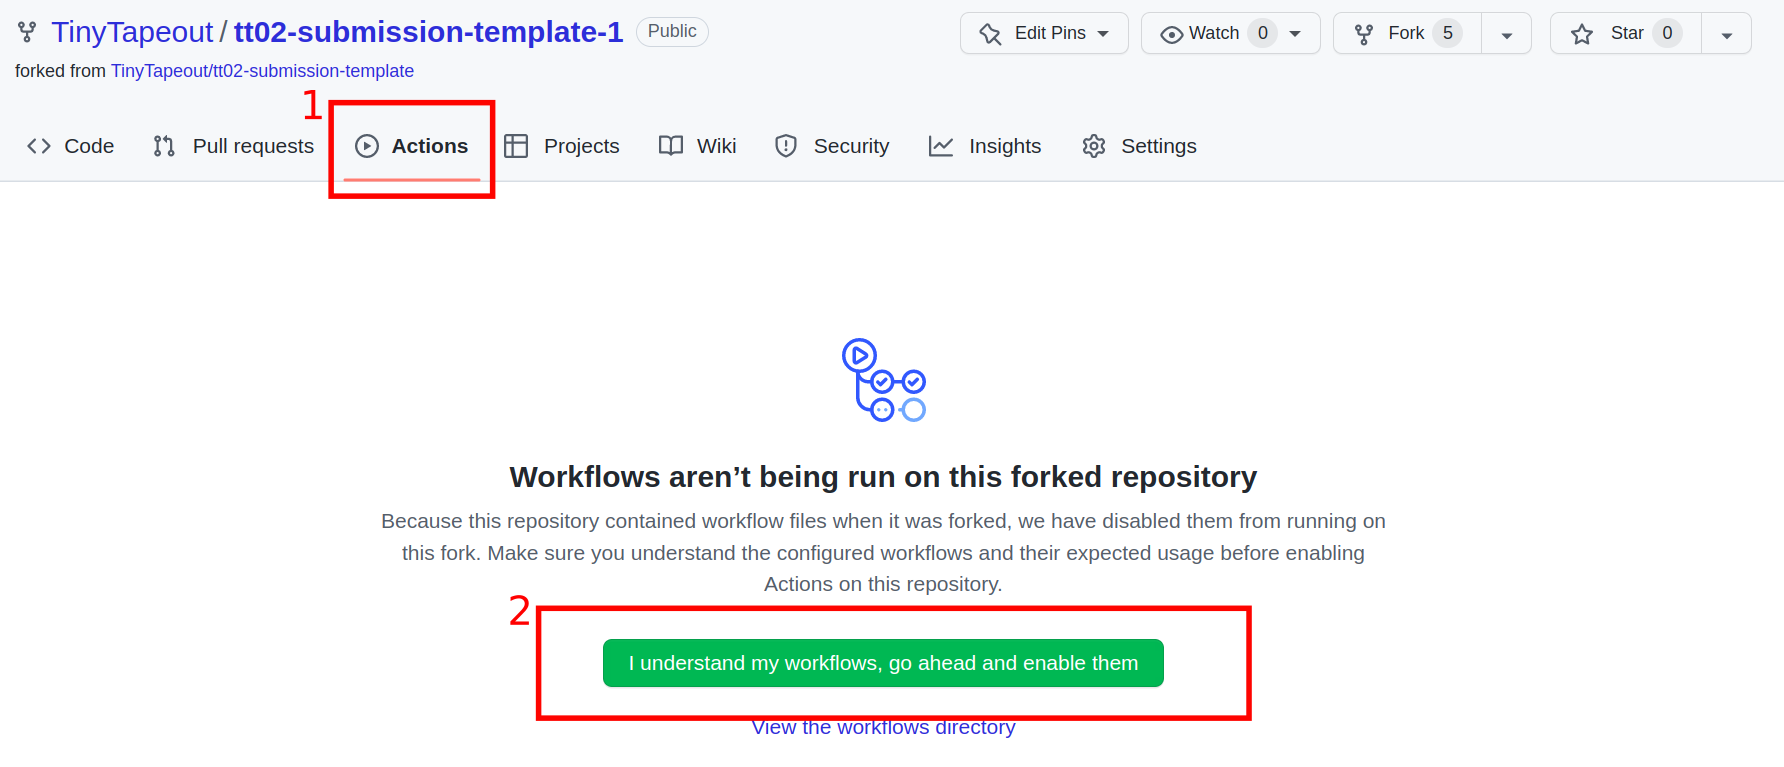 TinyTapeout / tt02-submission-template-1 Public Edit Pins Watch 0 Fork 5 Star 0
forked from TinyTapeout/tt02-submission-template
1
Code Pull requests Actions Projects Wiki Security Insights Settings
Workflows aren’t being run on this forked repository
Because this repository contained workflow files when it was forked, we have disabled them from running on
this fork. Make sure you understand the configured workflows and their expected usage before enabling
Actions on this repository.
2
I understand my workflows, go ahead and enable them
View the workflows directory